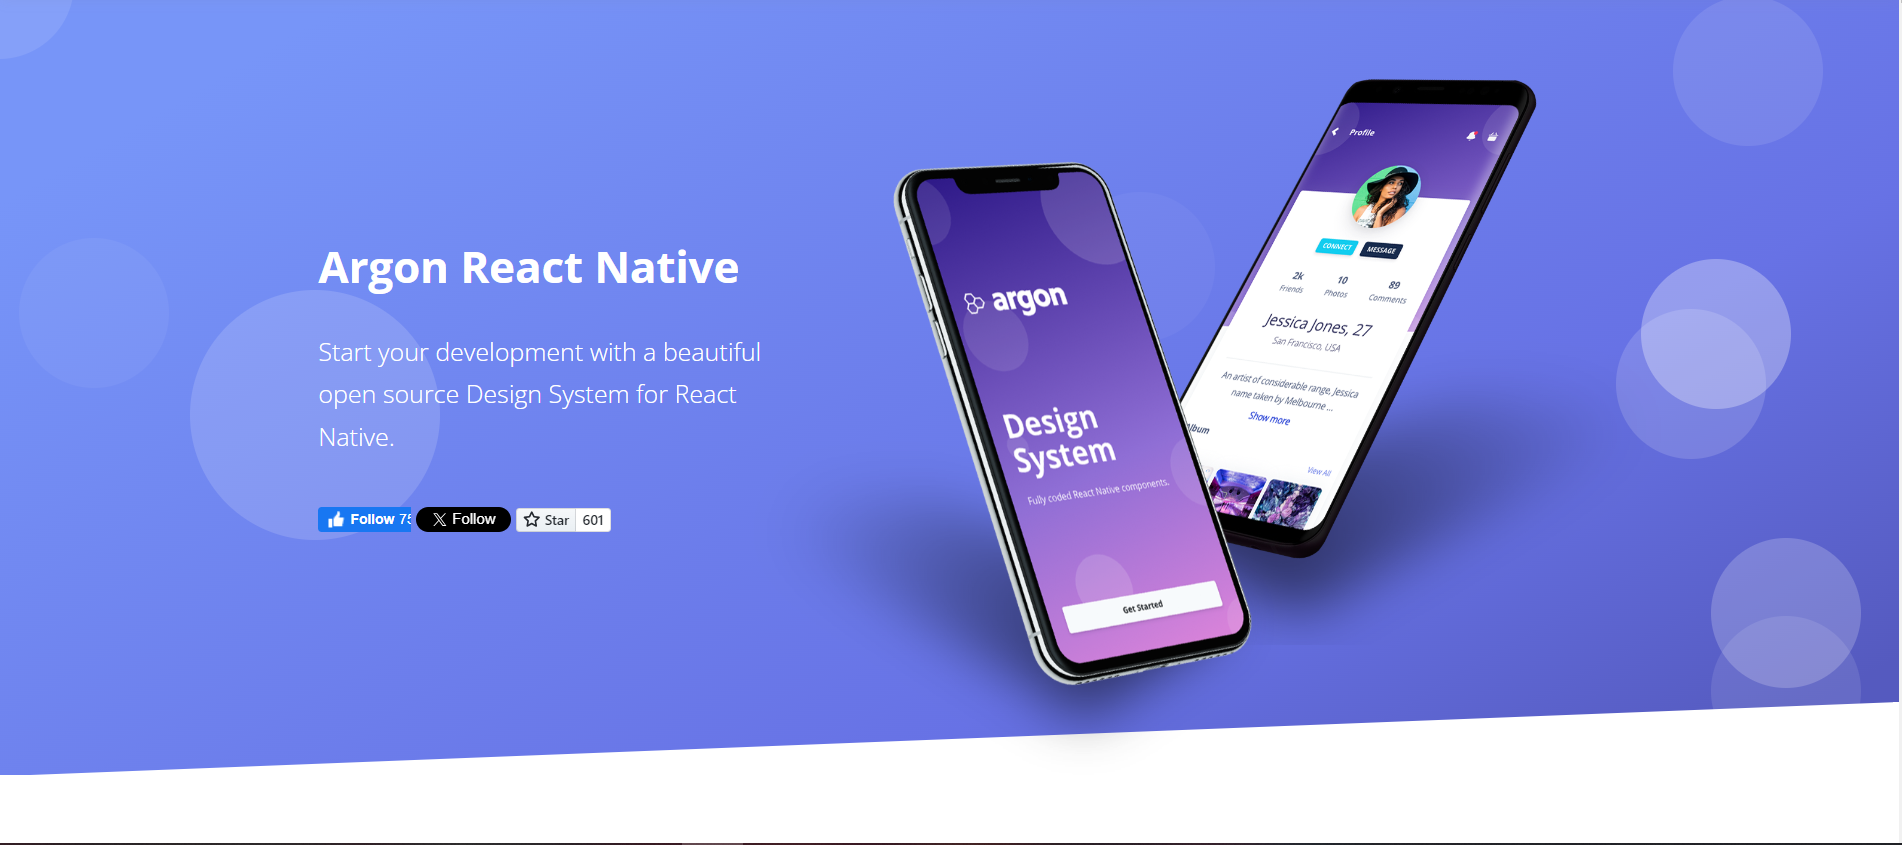 Argon React Native
Start your development with a beautiful
open source Design System for React
Native.
Follow
Follow
Star 601
argon
Design
System
Fully coded React Native components.
Get Started
Profile
CONNECT MESSAGE
2k 10 89
Friends Photos Comments
Jessica Jones, 27
San Francisco, USA
An artist of considerable range, Jessica
name taken by Melbourne ...
Show more
View All